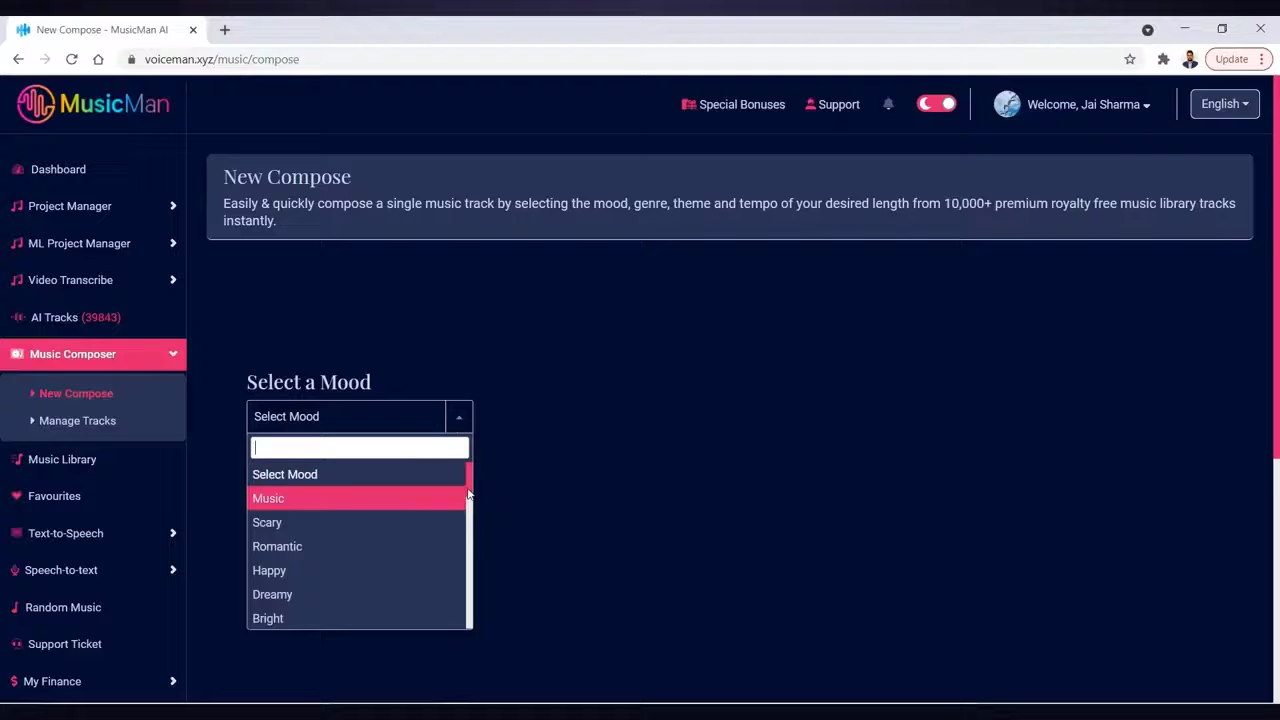 New Compose - MusicMan AI
voiceman.xyz/music/compose
Update
MusicMan
Special Bonuses
Support
Welcome, Jai Sharma
English
Dashboard
Project Manager
ML Project Manager
Video Transcribe
AI Tracks (39843)
Music Composer
New Compose
Manage Tracks
Music Library
Favourites
Text-to-Speech
Speech-to-text
Random Music
Support Ticket
My Finance
New Compose
Easily & quickly compose a single music track by selecting the mood, genre, theme and tempo of your desired length from 10,000+ premium royalty free music library tracks
instantly.
Select a Mood
Select Mood
Select Mood
Music
Scary
Romantic
Happy
Dreamy
Bright